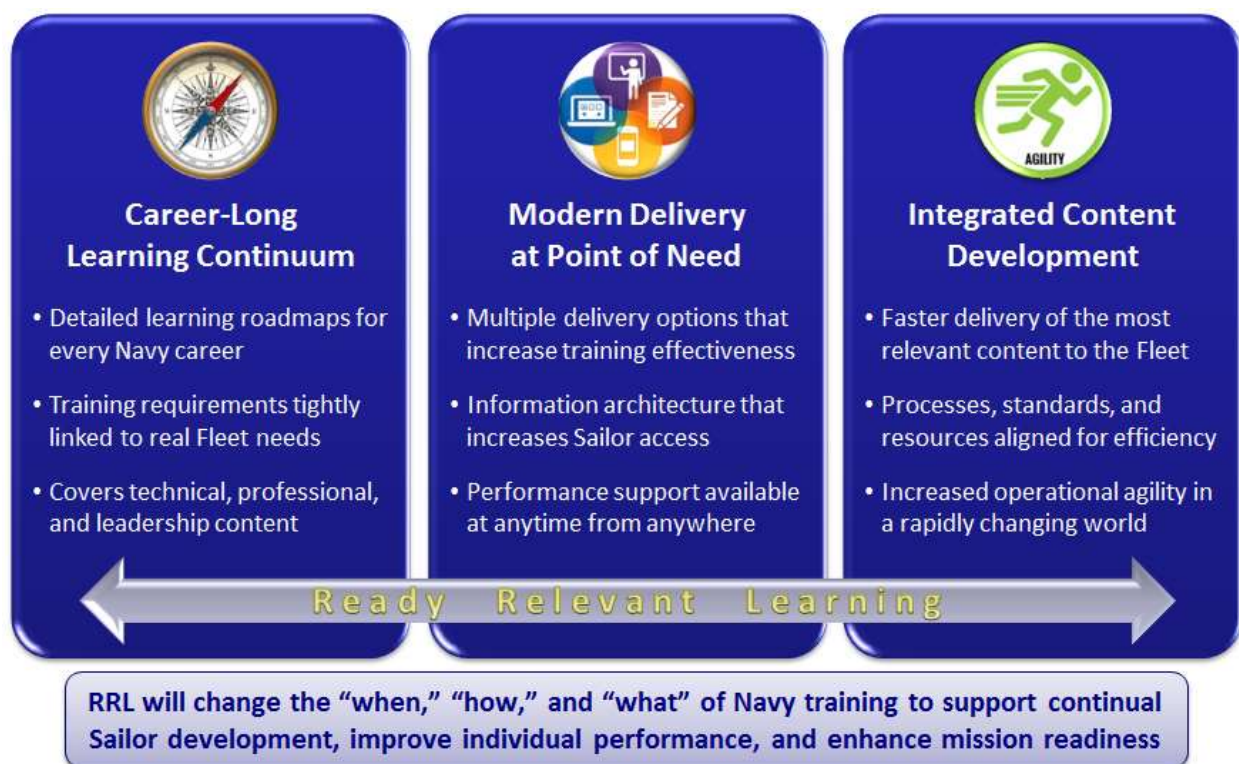 AGILITY
Career-Long
Learning Continuum
• Detailed learning roadmaps for
every Navy career
• Training requirements tightly
linked to real Fleet needs
• Covers technical, professional,
and leadership content
Modern Delivery
at Point of Need
• Multiple delivery options that
increase training effectiveness
• Information architecture that
increases Sailor access
• Performance support available
at anytime from anywhere
Integrated Content
Development
• Faster delivery of the most
relevant content to the Fleet
• Processes, standards, and
resources aligned for efficiency
• Increased operational agility in
a rapidly changing world
Ready Relevant Learning
RRL will change the “when,” “how,” and “what” of Navy training to support continual
Sailor development, improve individual performance, and enhance mission readiness